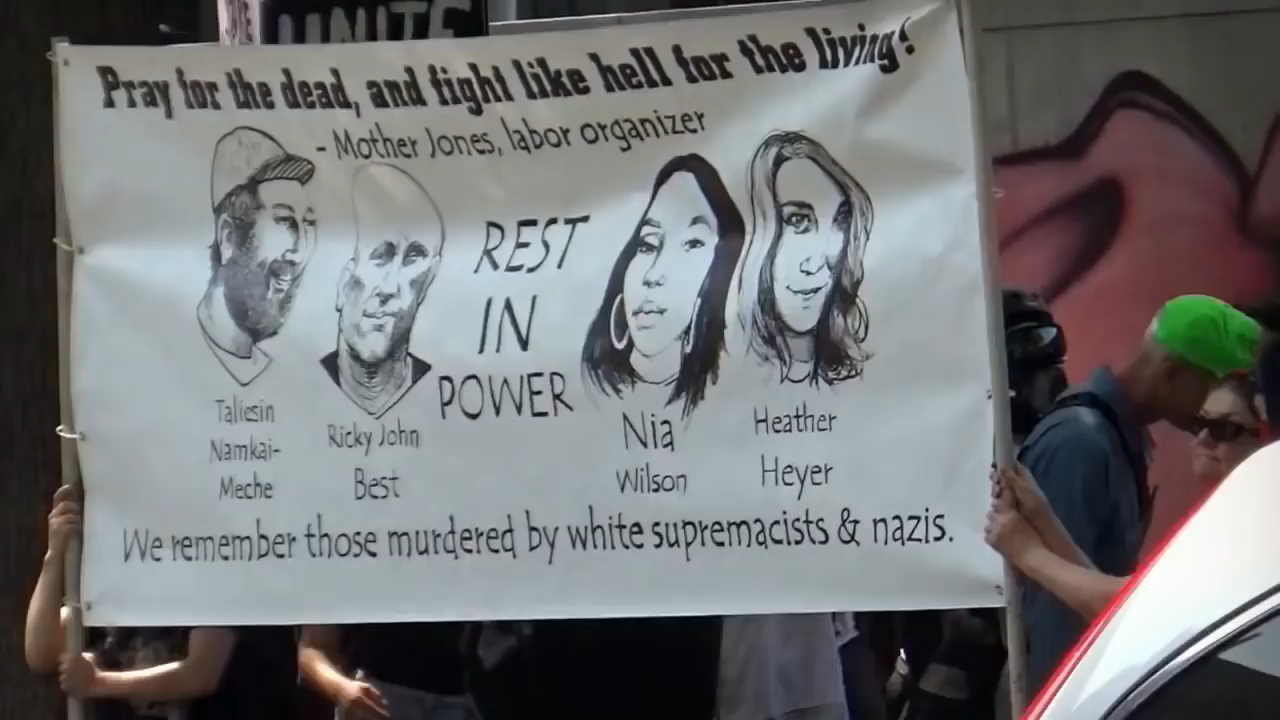 UNITE
Pray for the dead, and fight like hell for the living!
- Mother Jones, labor organizer
REST
IN
POWER
Taliesin
Namkai-
Meche
Ricky John
Best
Nia
Wilson
Heather
Heyer
We remember those murdered by white supremacists & nazis.